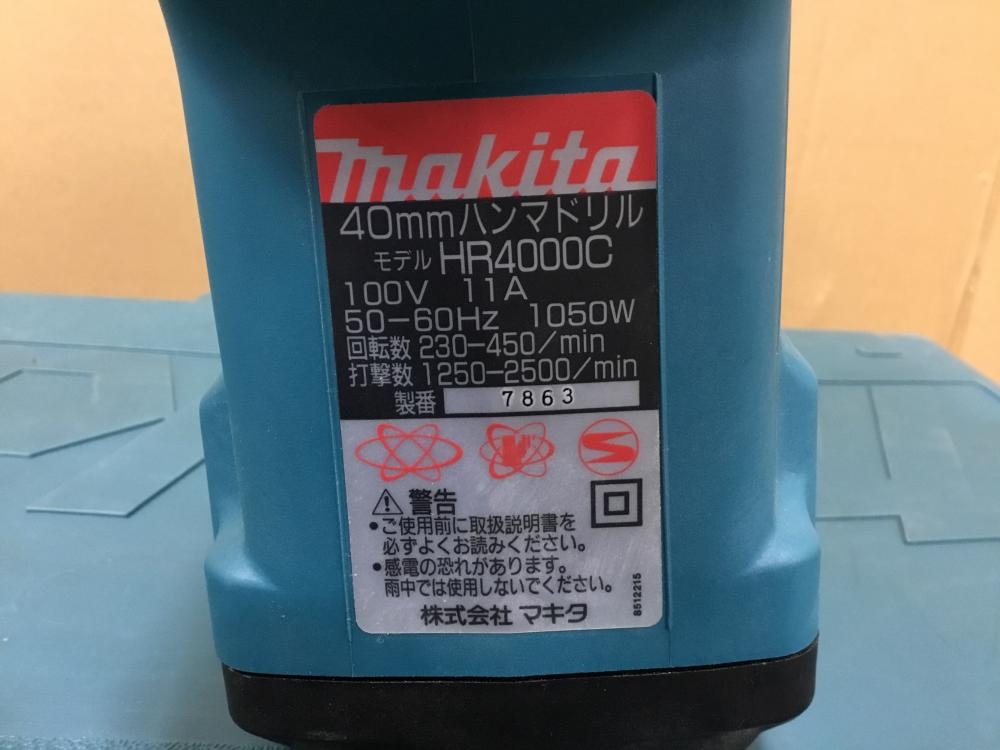 makita
40mmハンマドリル
モデル HR4000C
100V 11A
50-60Hz 1050W
回転数 230-450/min
打撃数 1250-2500/min
製番 7863
警告
•ご使用前に取扱説明書を
必ずよくお読みください。
•感電の恐れがあります。
雨中では使用しないでください。
株式会社 マキタ
8512215